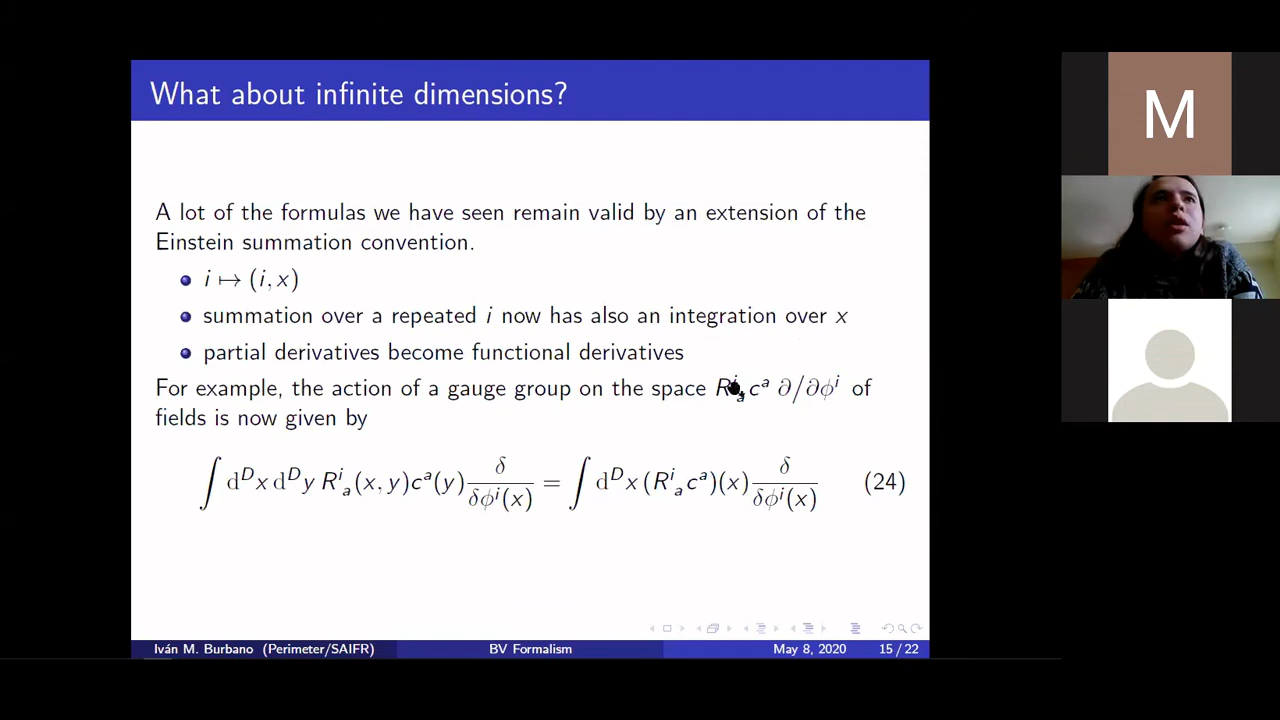 What about infinite dimensions?
A lot of the formulas we have seen remain valid by an extension of the
Einstein summation convention.
i ↦ (i, x)
summation over a repeated i now has also an integration over x
partial derivatives become functional derivatives
For example, the action of a gauge group on the space R^i_a c^a ∂/∂ϕ^i of
fields is now given by
∫ d^D x d^D y R^i_a(x, y)c^a(y) δ/δϕ^i(x) = ∫ d^D x (R^i_a c^a)(x) δ/δϕ^i(x) (24)
Iván M. Burbano (Perimeter/SAIFR) BV Formalism May 8, 2020 15 / 22
M